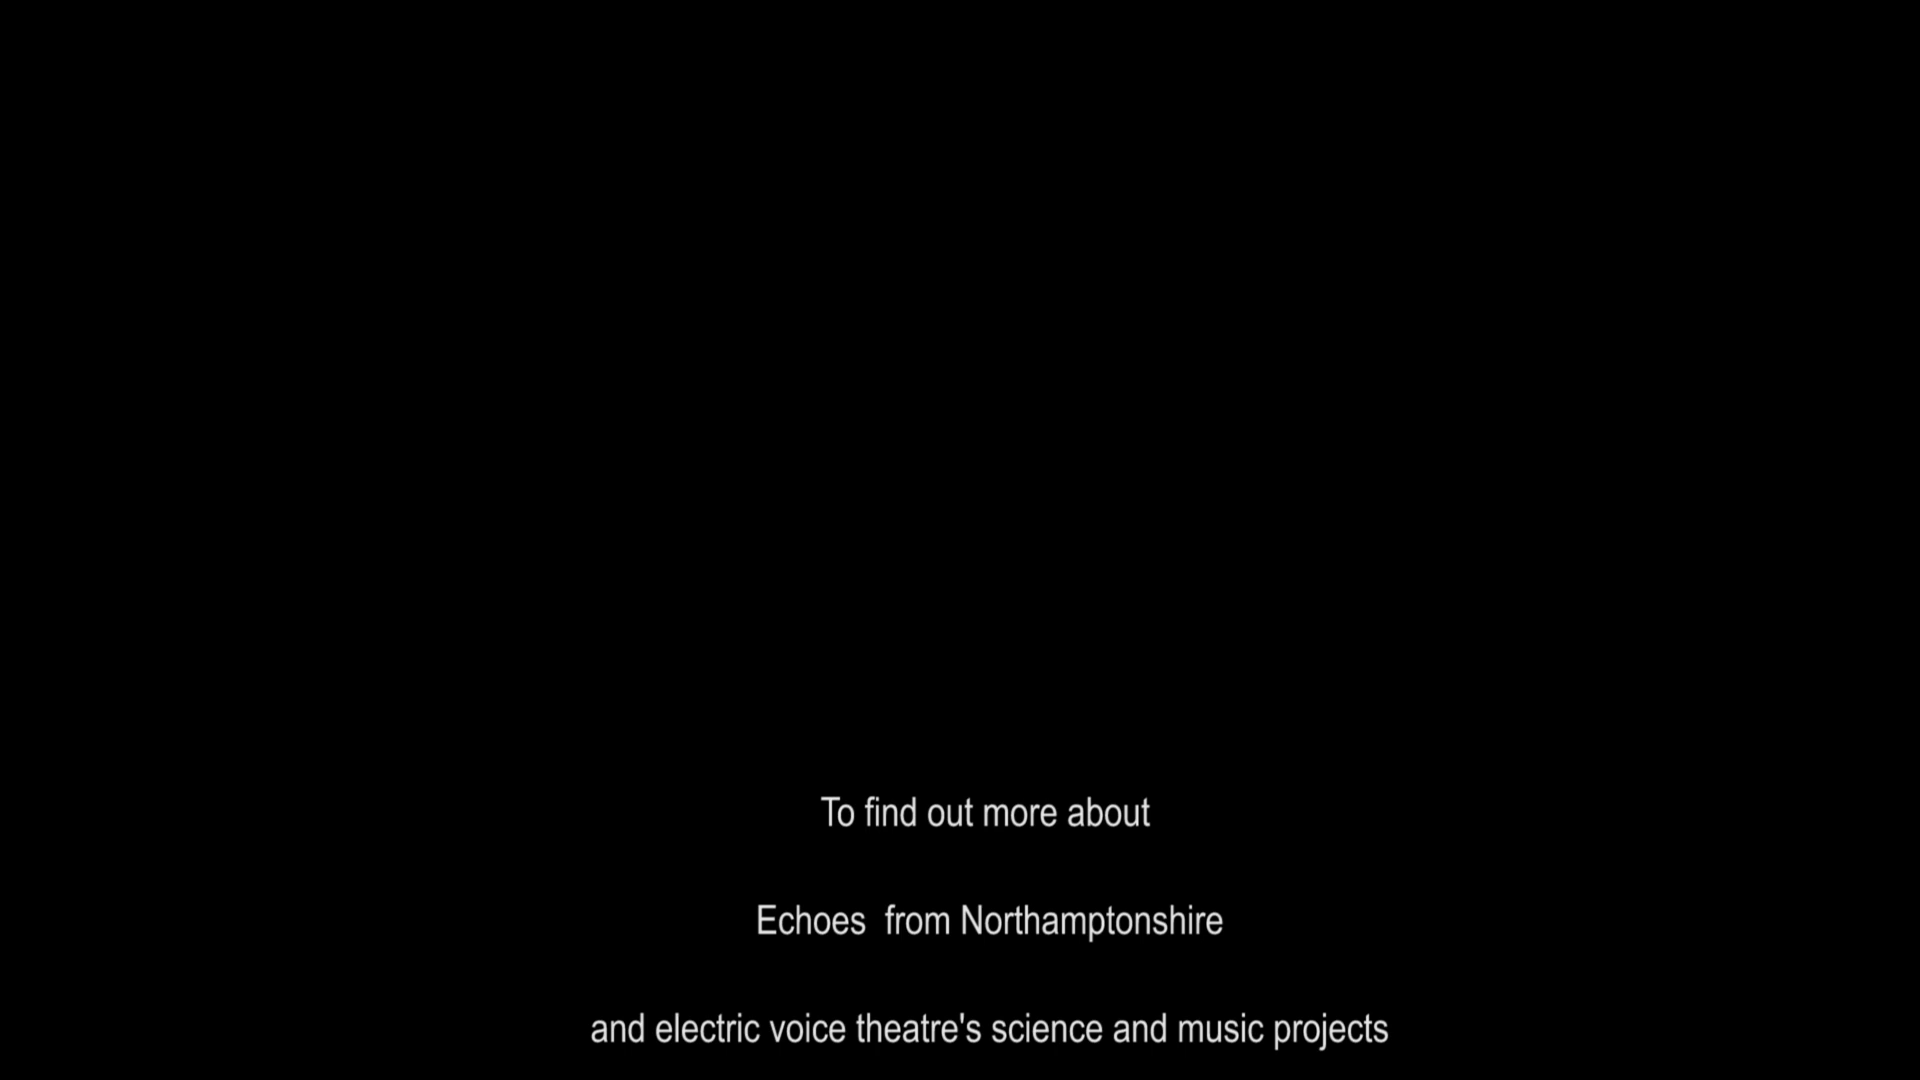 To find out more about
Echoes  from Northamptonshire
and electric voice theatre's science and music projects